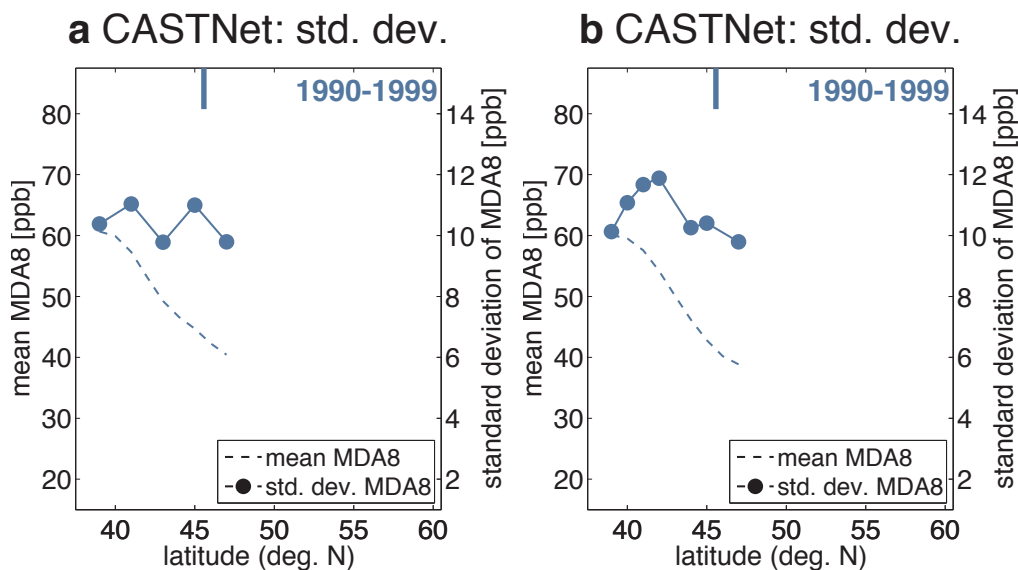 a CASTNet: std. dev.
1990-1999
mean MDA8 [ppb]
80
70
60
50
40
30
20
standard deviation of MDA8 [ppb]
14
12
10
8
6
4
2
mean MDA8
std. dev. MDA8
40 45 50 55 60
latitude (deg. N)
b CASTNet: std. dev.
1990-1999
mean MDA8 [ppb]
80
70
60
50
40
30
20
standard deviation of MDA8 [ppb]
14
12
10
8
6
4
2
mean MDA8
std. dev. MDA8
40 45 50 55 60
latitude (deg. N)